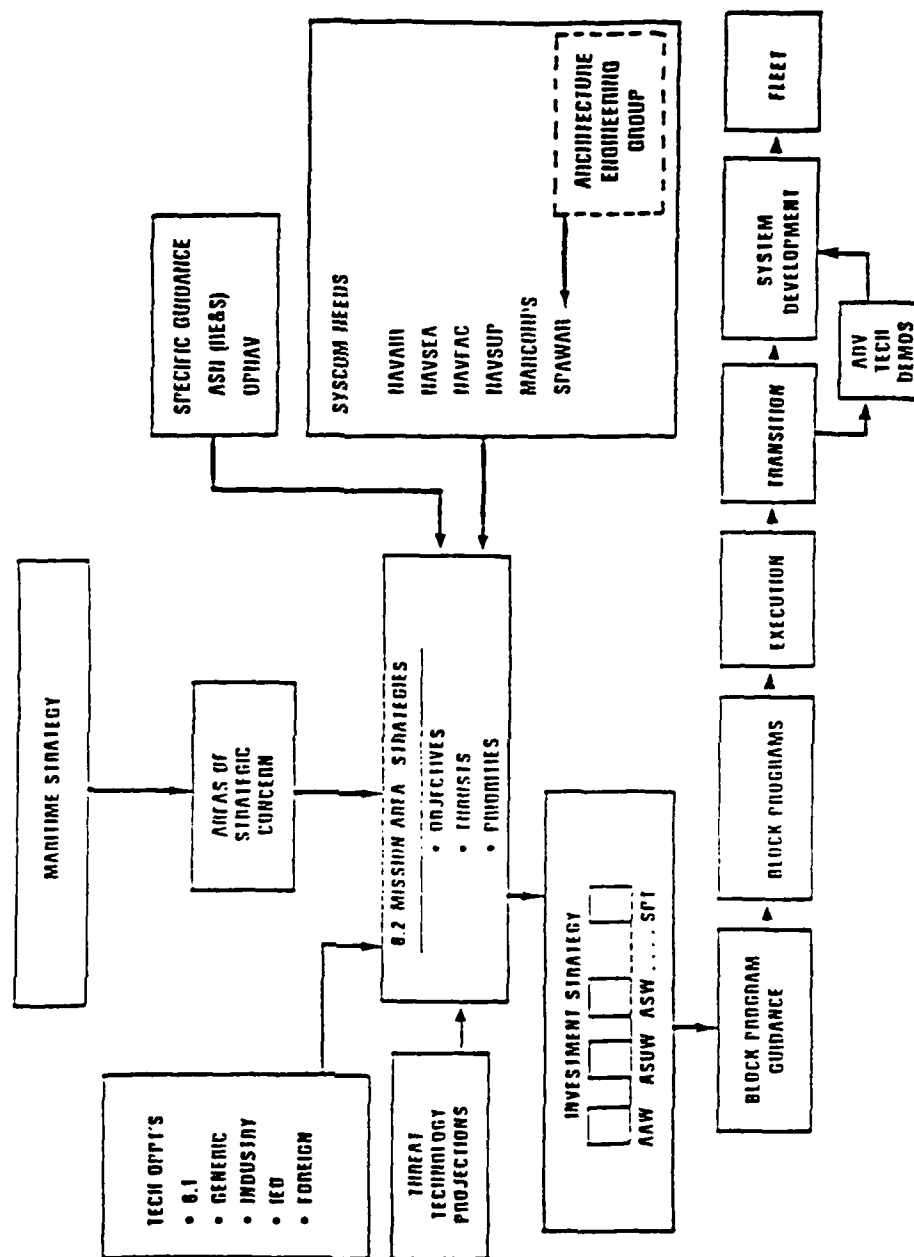 MARITIME STRATEGY
TECH OPPT'S
• 6.1
• GENERIC
• INDUSTRY
• IED
• FOREIGN
AREAS OF
STRATEGIC
CONCERN
SPECIFIC GUIDANCE
ASN (RE&S)
OPNAV
THREAT
TECHNOLOGY
PROJECTIONS
6.2 MISSION AREA STRATEGIES
• OBJECTIVES
• THRUSTS
• PRIORITIES
SYSCOM NEEDS
NAVAIR
NAVSEA
NAVFAC
NAVSUP
MARCORPS
SPAWAR
ARCHITECTURE
ENGINEERING
GROUP
INVESTMENT STRATEGY
AAW ASUW ASW ..... SPT
BLOCK PROGRAM
GUIDANCE
BLOCK PROGRAMS
EXECUTION
TRANSITION
SYSTEM
DEVELOPMENT
FLEET
ADV
TECH
DEMOS